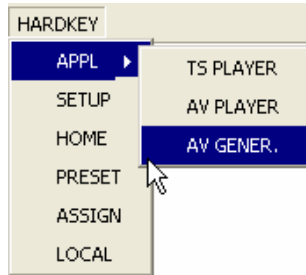 HARDKEY
APPL
TS PLAYER
SETUP
AV PLAYER
HOME
AV GENER.
PRESET
ASSIGN
LOCAL